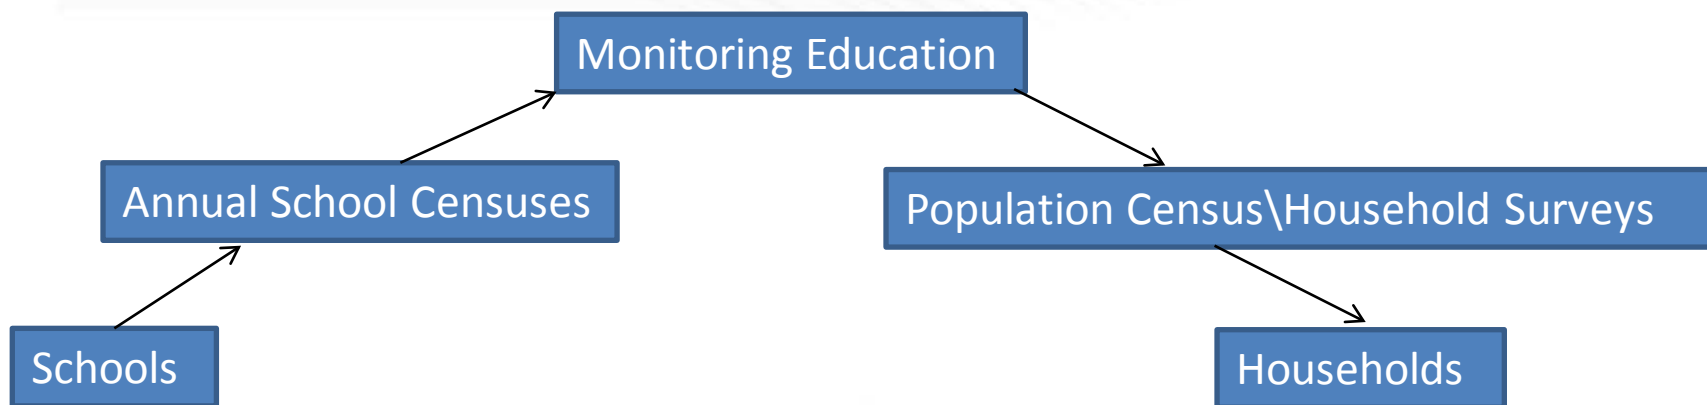 Monitoring Education
Annual School Censuses
Population Census\Household Surveys
Schools
Households